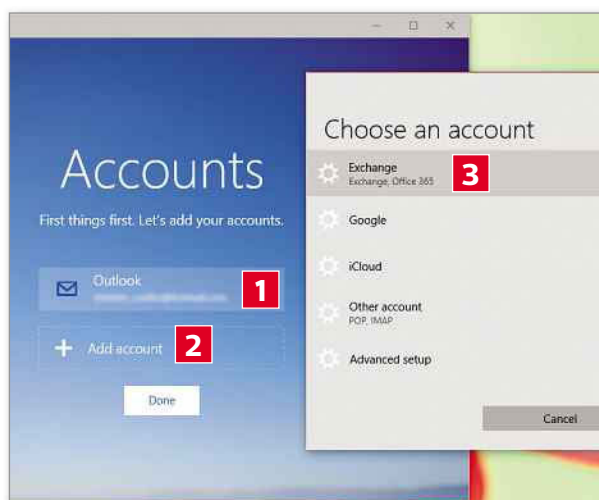 Accounts
First things first. Let's add your accounts.
Outlook
1
Add account
2
Done
Choose an account
Exchange
Exchange, Office 365
3
Google
iCloud
Other account
POP, IMAP
Advanced setup
Cancel